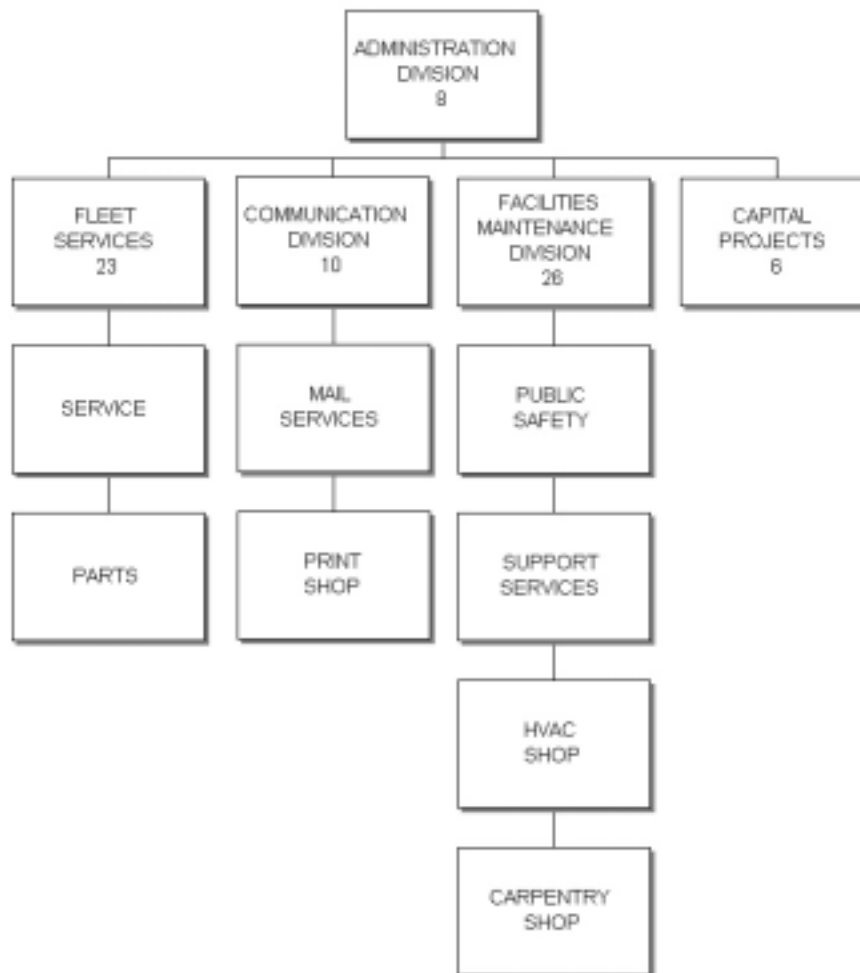 ADMINISTRATION
DIVISION
8
FLEET
SERVICES
23
COMMUNICATION
DIVISION
10
FACILITIES
MAINTENANCE
DIVISION
26
CAPITAL
PROJECTS
6
SERVICE
MAIL
SERVICES
PUBLIC
SAFETY
PARTS
PRINT
SHOP
SUPPORT
SERVICES
HVAC
SHOP
CARPENTRY
SHOP